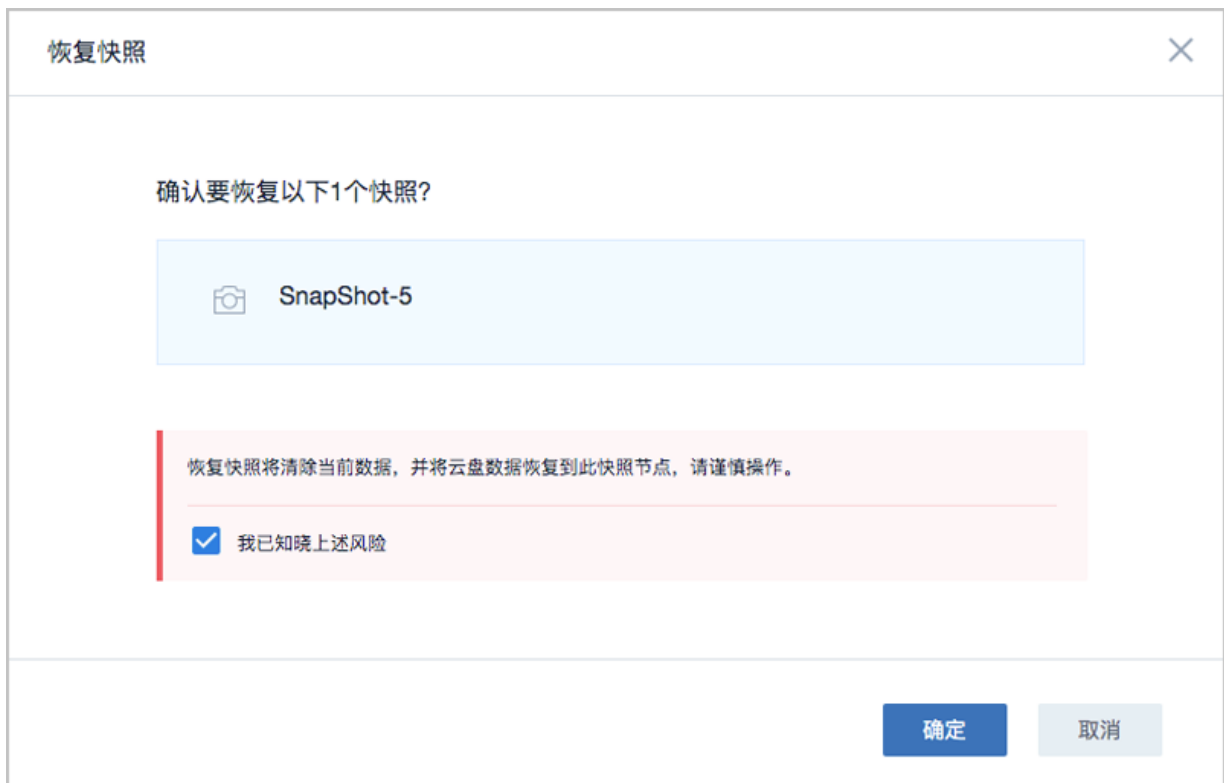 恢复快照
确认要恢复以下1个快照?
SnapShot-5
恢复快照将清除当前数据，并将云盘数据恢复到此快照节点，请谨慎操作。
我已知晓上述风险
确定
取消